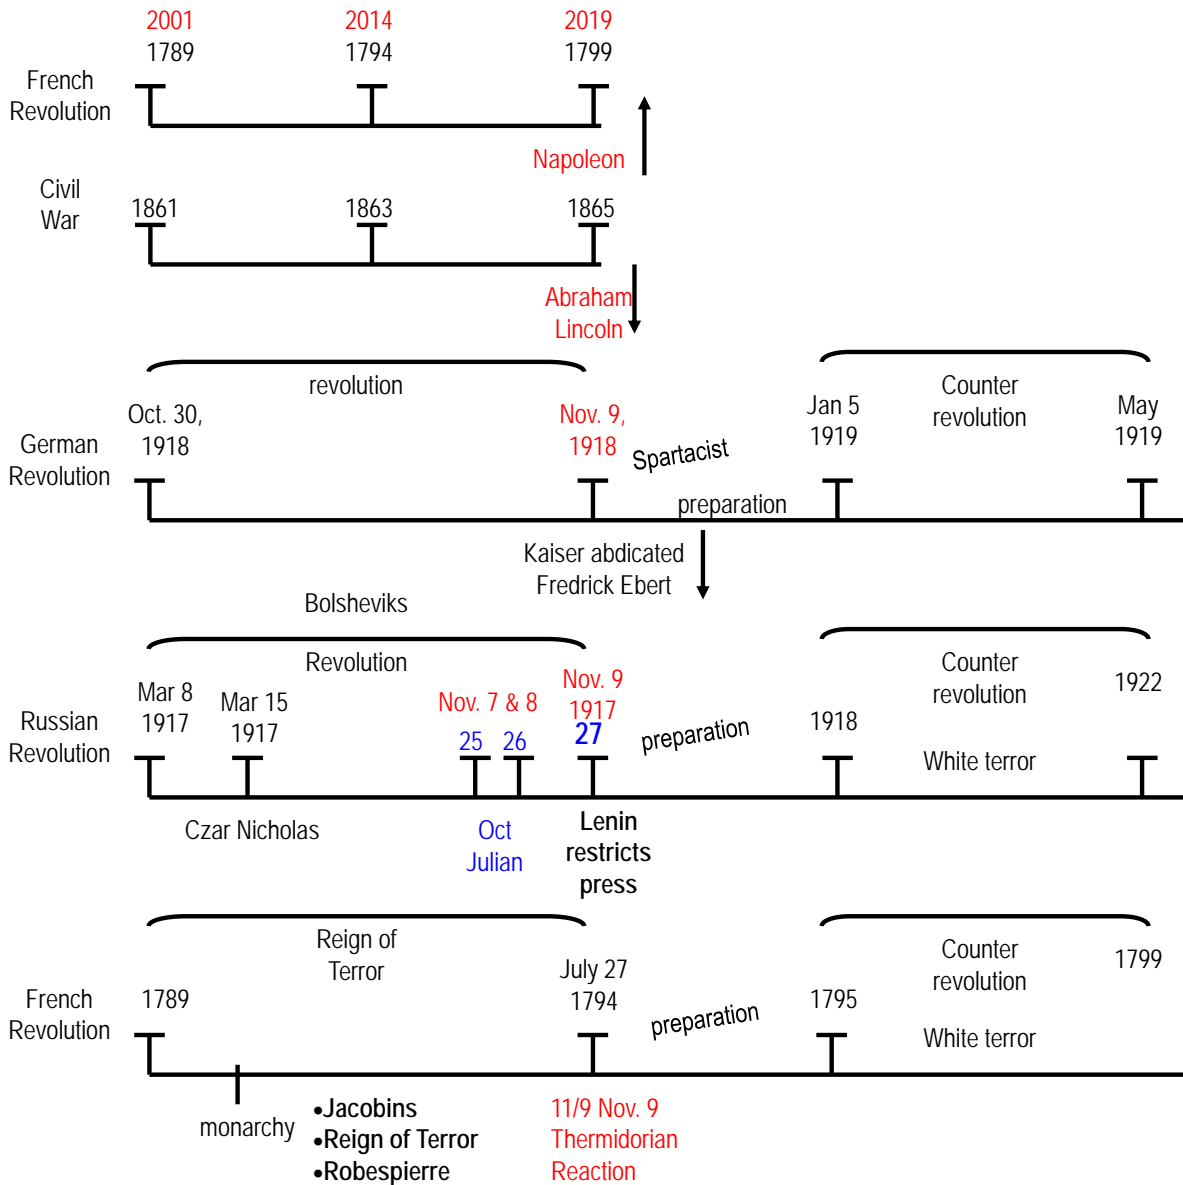 2001 2014 2019
1789 1794 1799
French
Revolution
Napoleon
Civil
War
1861 1863 1865
Abraham
Lincoln
revolution
Counter
revolution
German
Revolution
Oct. 30,
1918
Nov. 9,
1918
Spartacist
preparation
Jan 5
1919
May
1919
Kaiser abdicated
Fredrick Ebert
Bolsheviks
Revolution
Counter
revolution
Russian
Revolution
Mar 8
1917
Mar 15
1917
Nov. 7 & 8
25 26
Nov. 9
1917
27
preparation
1918
White terror
1922
Czar Nicholas
Oct
Julian
Lenin
restricts
press
Reign of
Terror
Counter
revolution
French
Revolution
1789
July 27
1794
preparation
1795
White terror
1799
monarchy
•Jacobins
•Reign of Terror
•Robespierre
11/9 Nov. 9
Thermidorian
Reaction